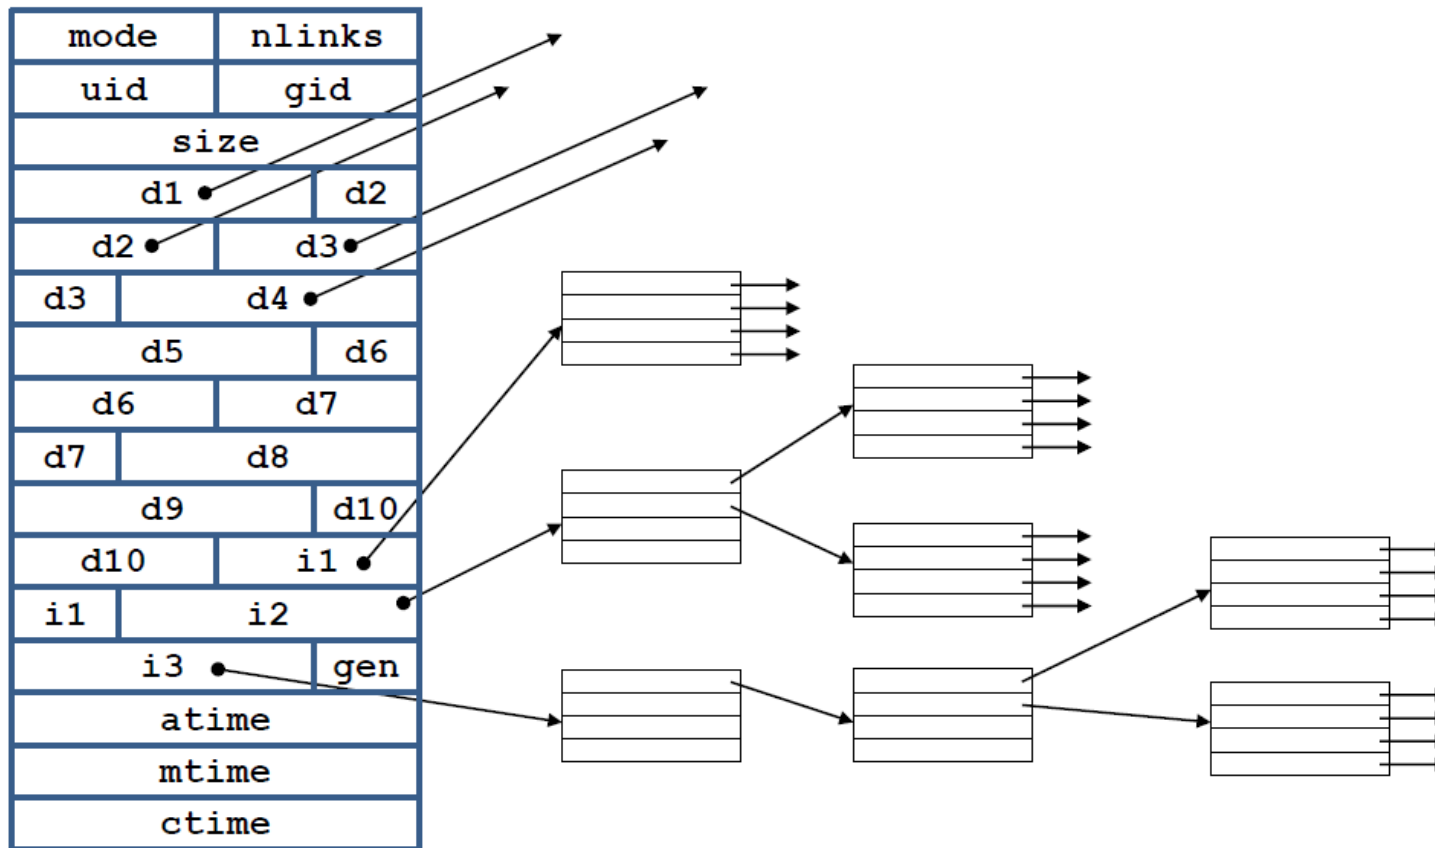 mode nlinks
uid gid
size
d1 d2
d2 d3
d3 d4
d5 d6
d6 d7
d7 d8
d9 d10
d10 i1
i1 i2
i3 gen
atime
mtime
ctime